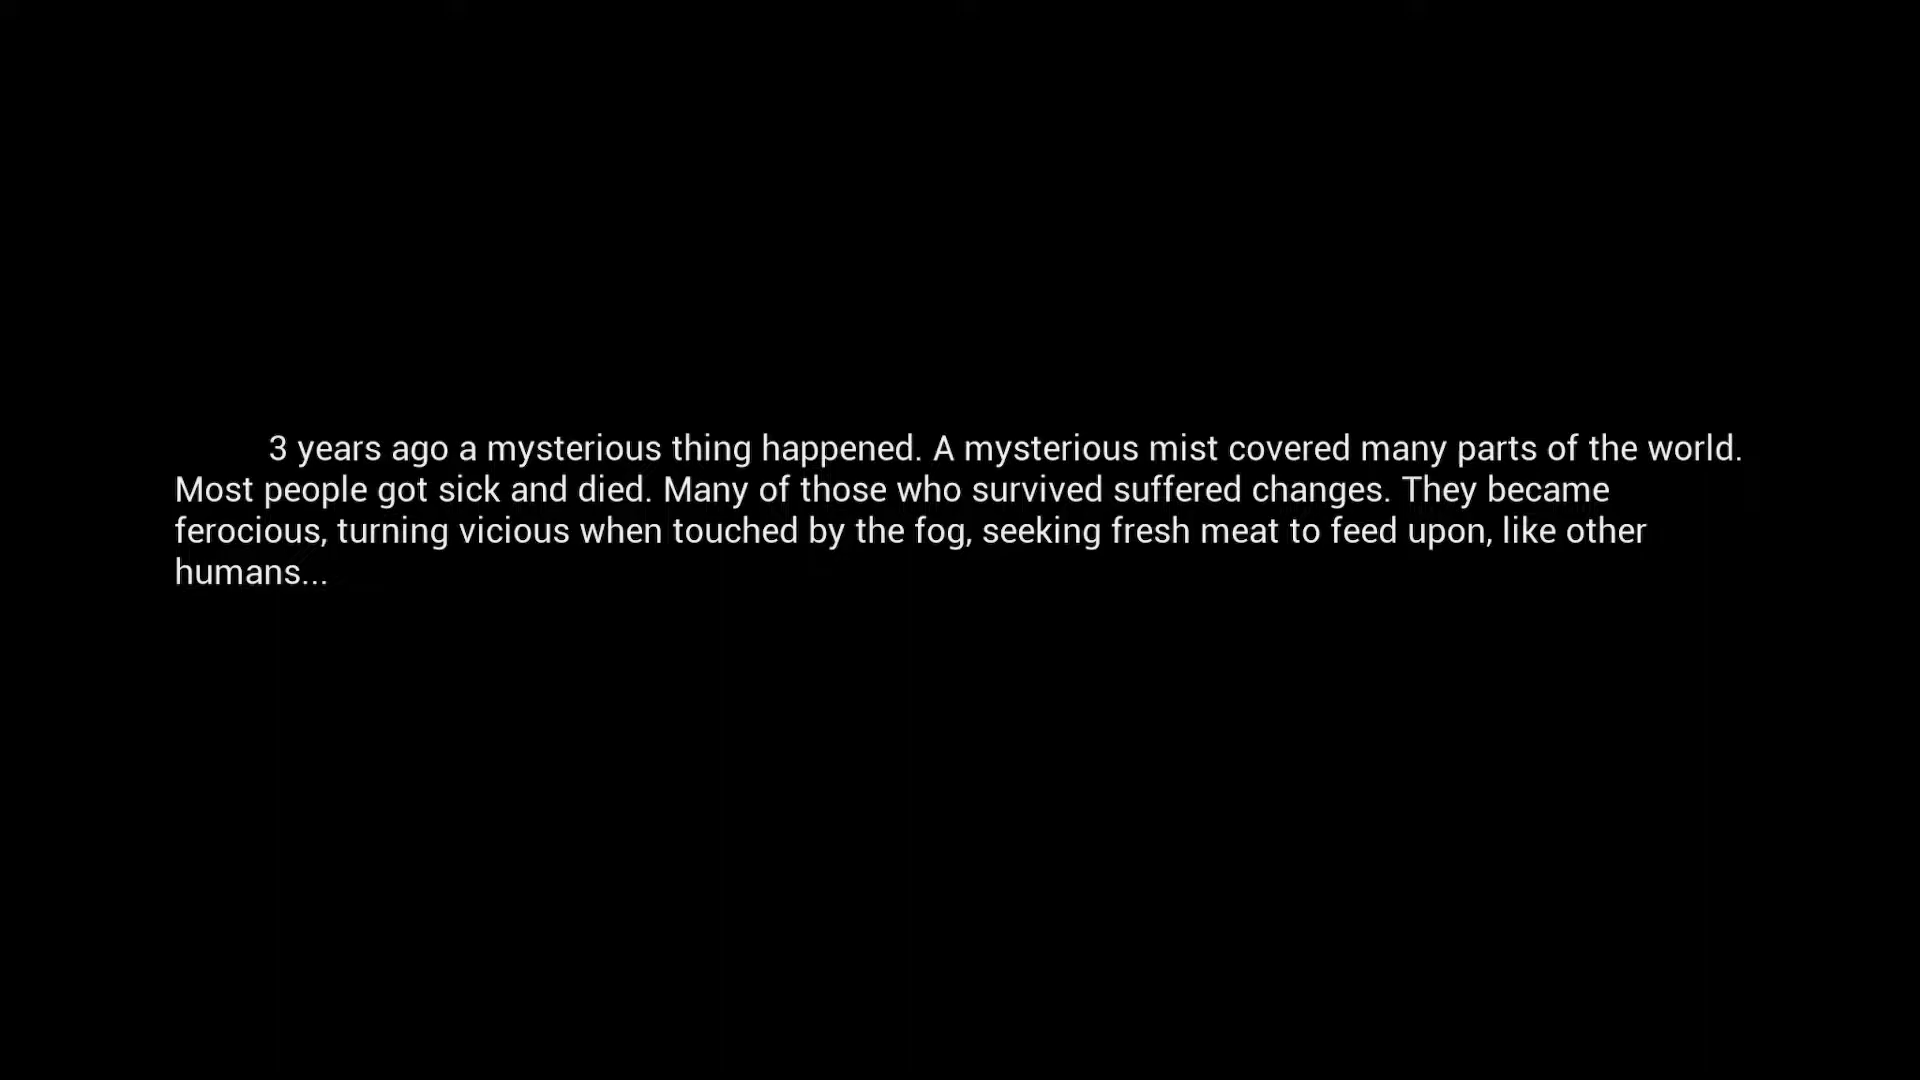 3 years ago a mysterious thing happened. A mysterious mist covered many parts of the world.
Most people got sick and died. Many of those who survived suffered changes. They became
ferocious, turning vicious when touched by the fog, seeking fresh meat to feed upon, like other
humans...